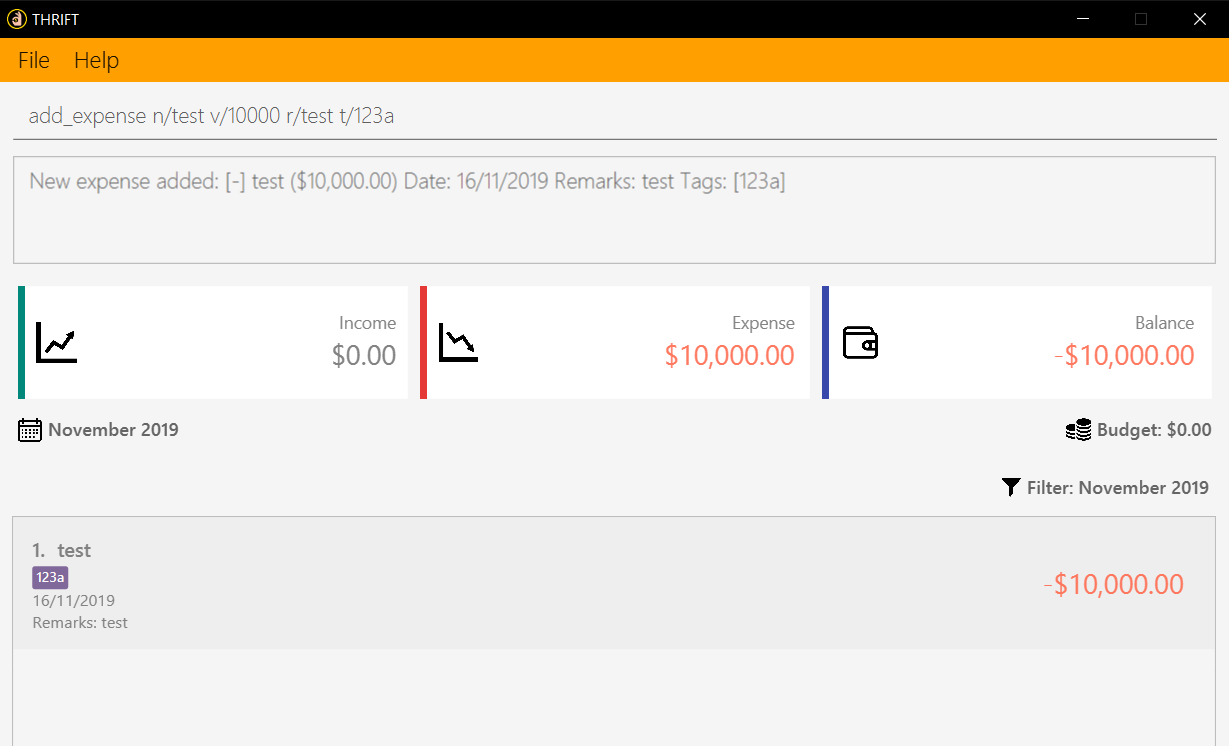 THRIFT
File Help
add_expense n/test v/10000 r/test t/123a
New expense added: [-] test ($10,000.00) Date: 16/11/2019 Remarks: test Tags: [123a]
Income
$0.00
Expense
$10,000.00
Balance
-$10,000.00
November 2019
Budget: $0.00
Filter: November 2019
1. test
123a
16/11/2019
Remarks: test
-$10,000.00